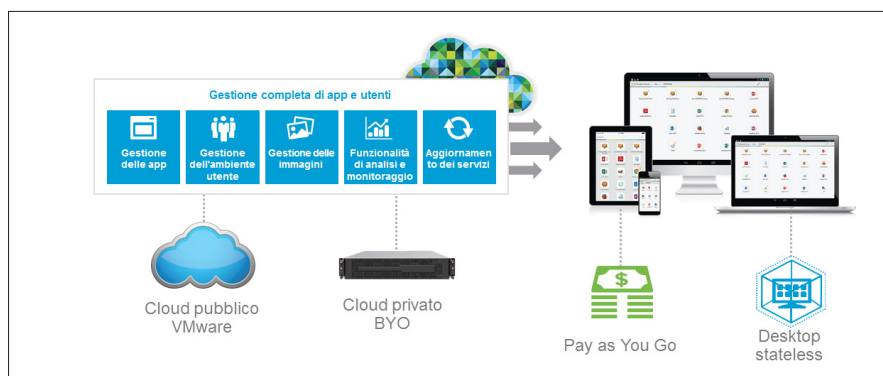 Gestione completa di app e utenti
Gestione
delle app
Gestione
dell'ambiente
utente
Gestione delle
immagini
Funzionalità
di analisi e
monitoraggio
Aggiornamen
to dei servizi
Cloud pubblico
VMware
Cloud privato
BYO
Pay as You Go
Desktop
stateless